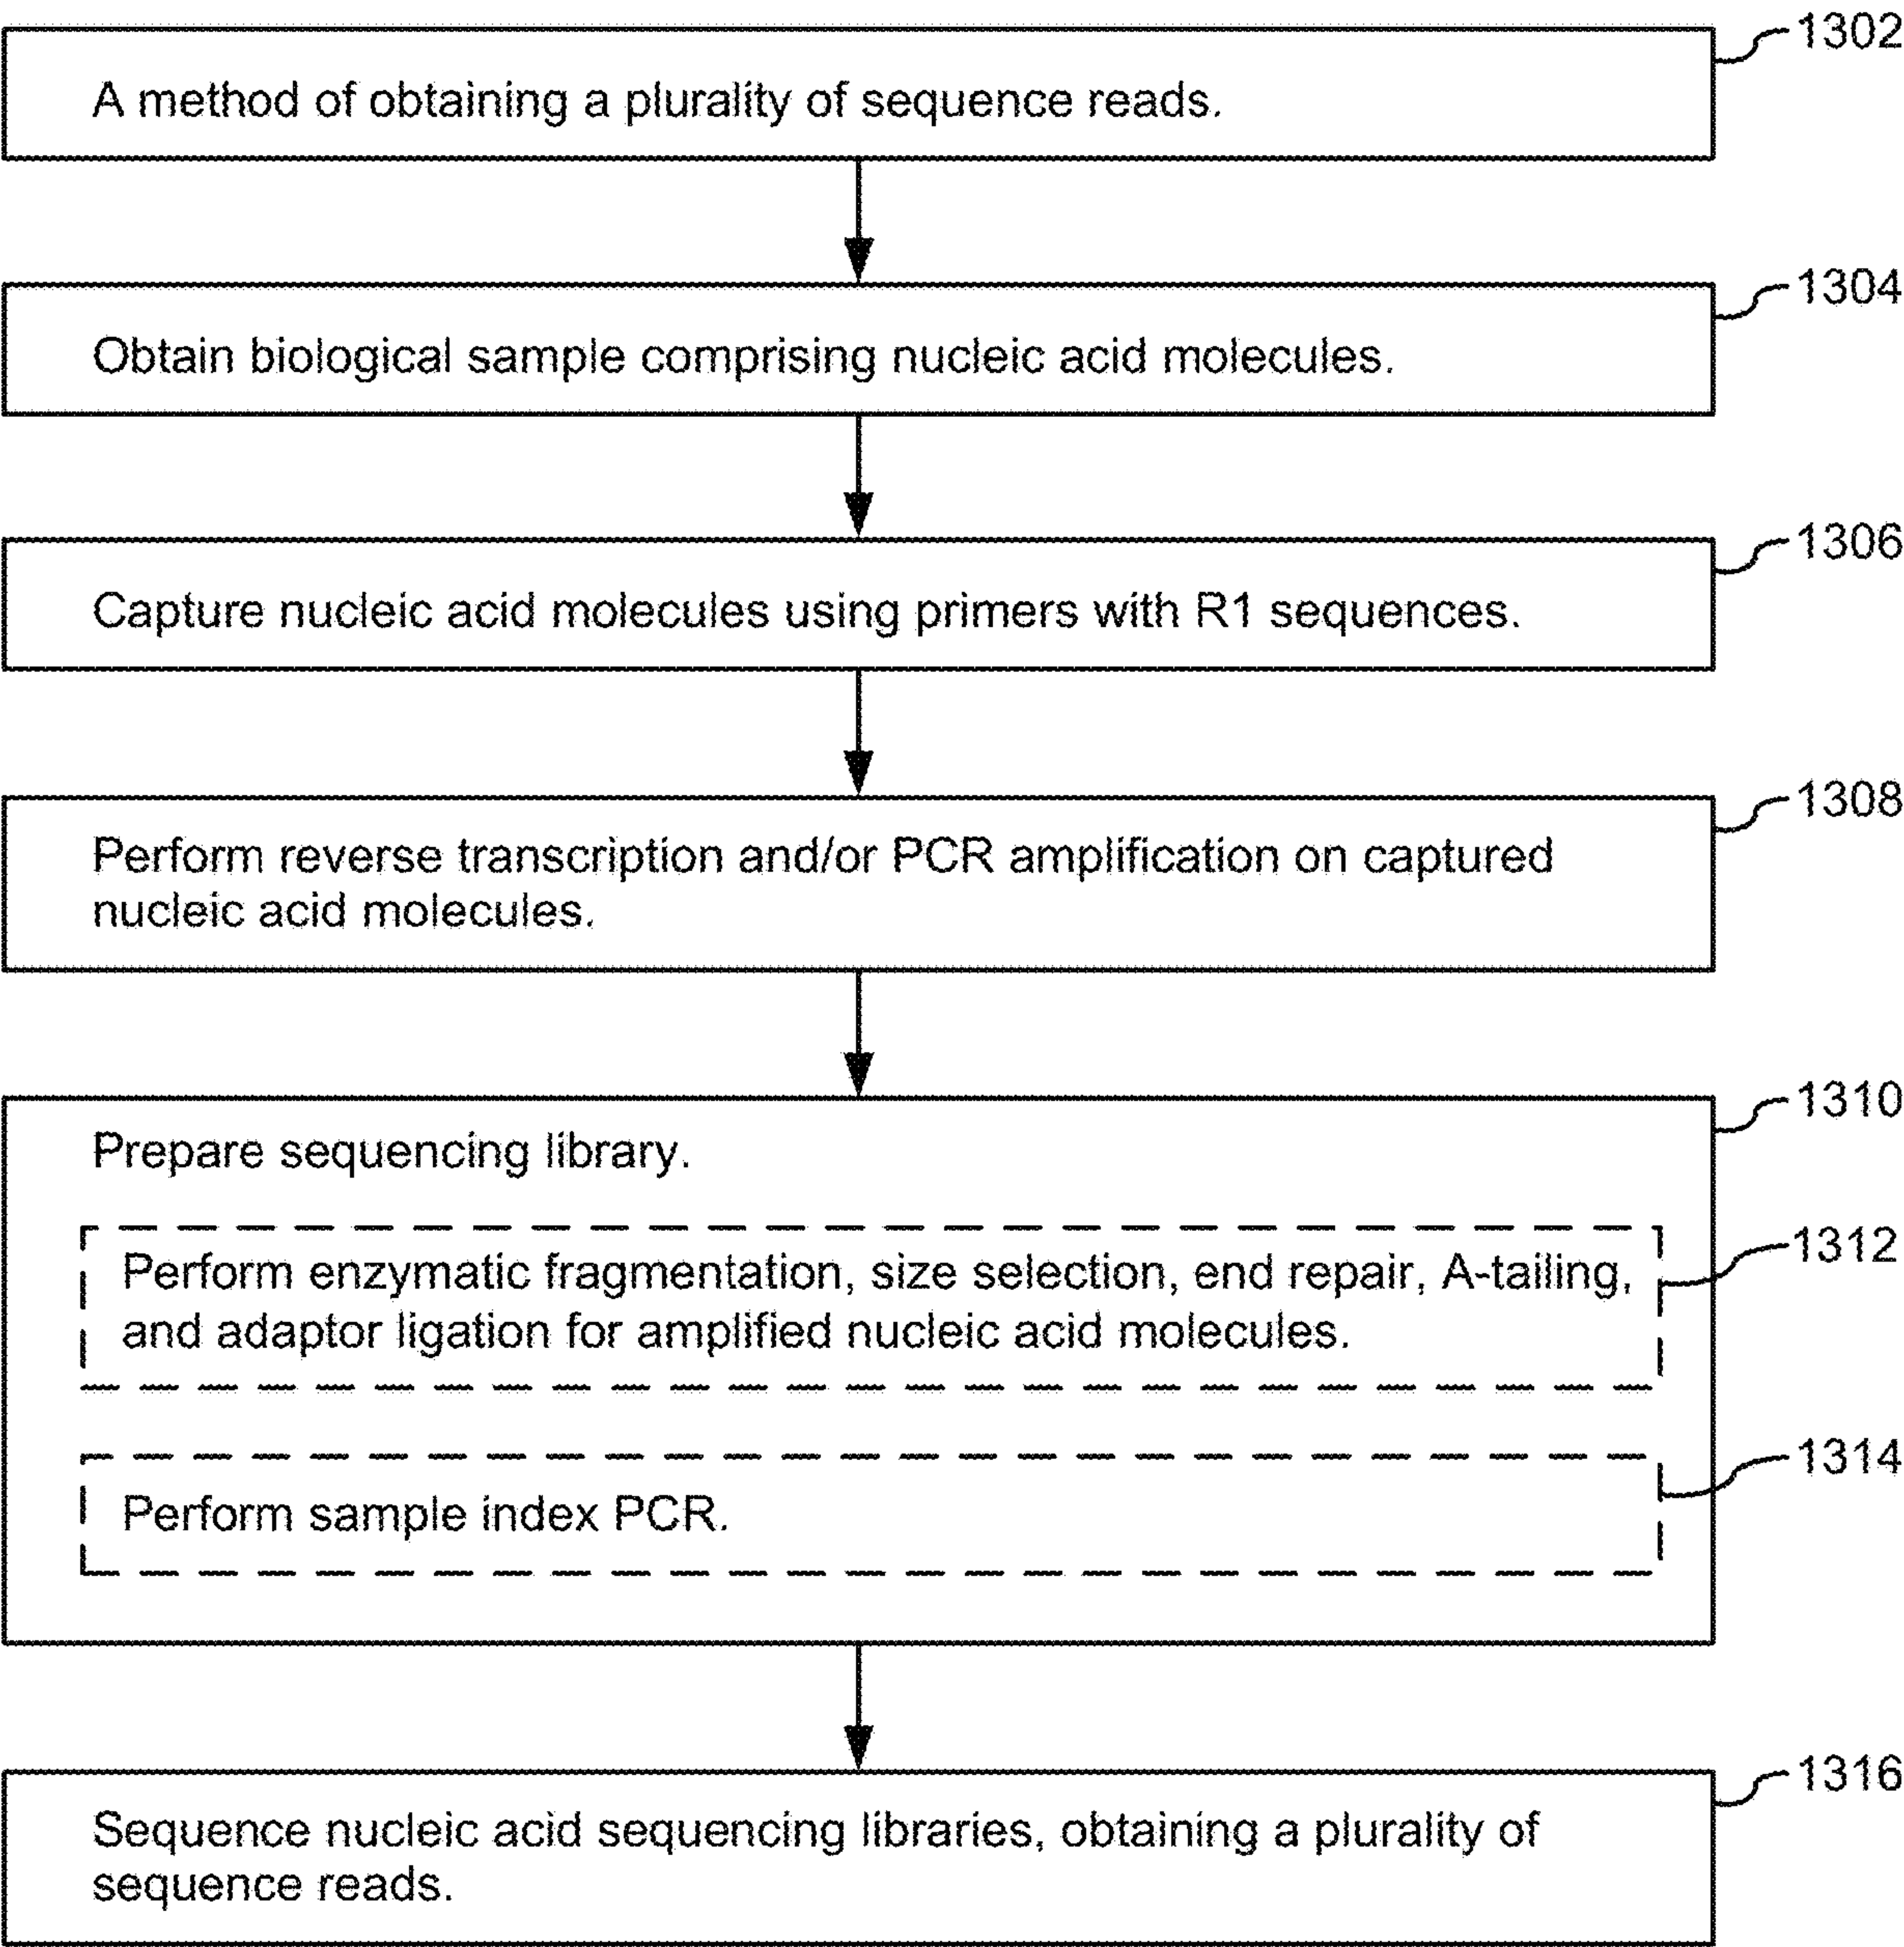 1302
A method of obtaining a plurality of sequence reads.
1304
Obtain biological sample comprising nucleic acid molecules.
1306
Capture nucleic acid molecules using primers with R1 sequences.
1308
Perform reverse transcription and/or PCR amplification on captured
nucleic acid molecules.
1310
Prepare sequencing library.
1312
Perform enzymatic fragmentation, size selection, end repair, A-tailing,
and adaptor ligation for amplified nucleic acid molecules.
1314
Perform sample index PCR.
1316
Sequence nucleic acid sequencing libraries, obtaining a plurality of
sequence reads.